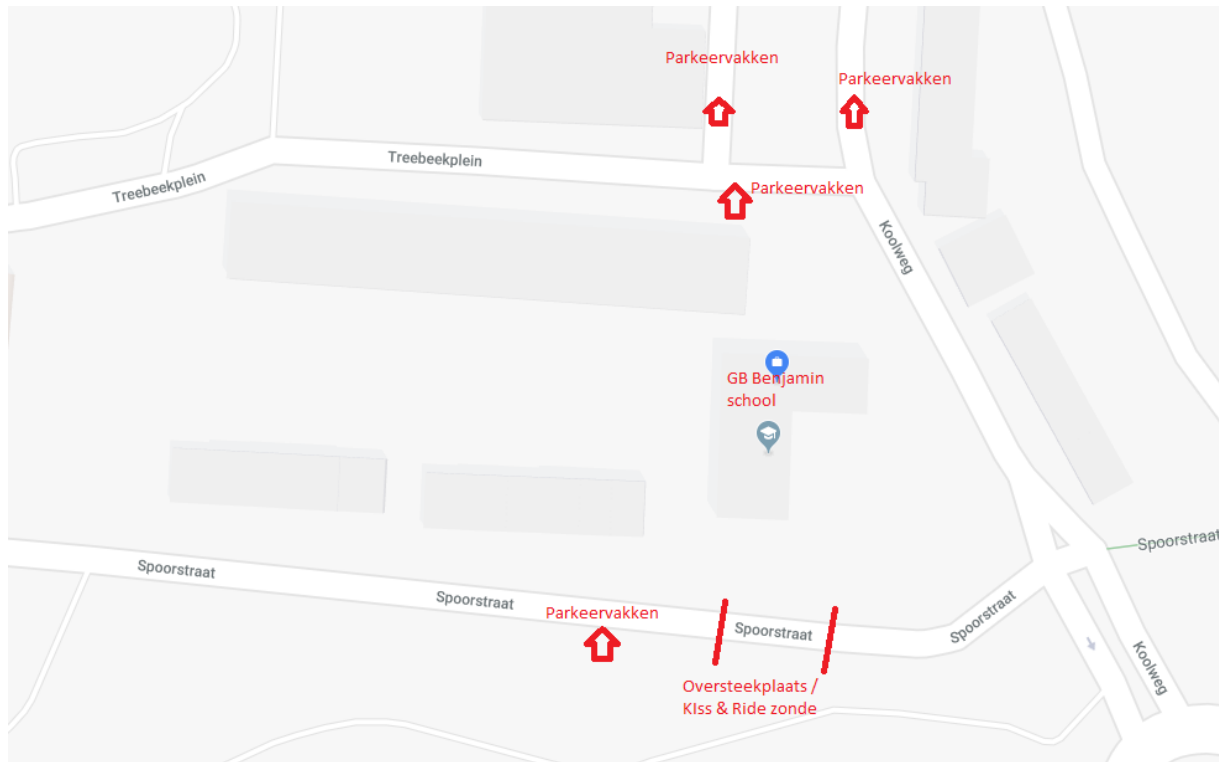 Parkeervakken
Parkeervakken
Treebeekplein
Treebeekplein
Parkeervakken
Koolweg
GB Benjamin
school
Spoorstraat
Spoorstraat
Spoorstraat
Parkeervakken
Spoorstraat
Spoorstraat
Koolweg
Oversteekplaats /
KIss & Ride zonde